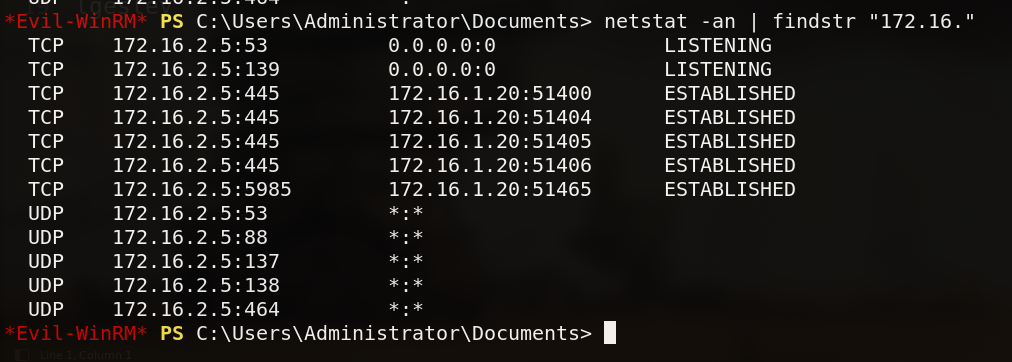 *Evil-WinRM* PS C:\Users\Administrator\Documents> netstat -an | findstr "172.16."
TCP 172.16.2.5:53 0.0.0.0:0 LISTENING
TCP 172.16.2.5:139 0.0.0.0:0 LISTENING
TCP 172.16.2.5:445 172.16.1.20:51400 ESTABLISHED
TCP 172.16.2.5:445 172.16.1.20:51404 ESTABLISHED
TCP 172.16.2.5:445 172.16.1.20:51405 ESTABLISHED
TCP 172.16.2.5:445 172.16.1.20:51406 ESTABLISHED
TCP 172.16.2.5:5985 172.16.1.20:51465 ESTABLISHED
UDP 172.16.2.5:53 *:*
UDP 172.16.2.5:88 *:*
UDP 172.16.2.5:137 *:*
UDP 172.16.2.5:138 *:*
UDP 172.16.2.5:464 *:*
*Evil-WinRM* PS C:\Users\Administrator\Documents>
Line 1, Column 1